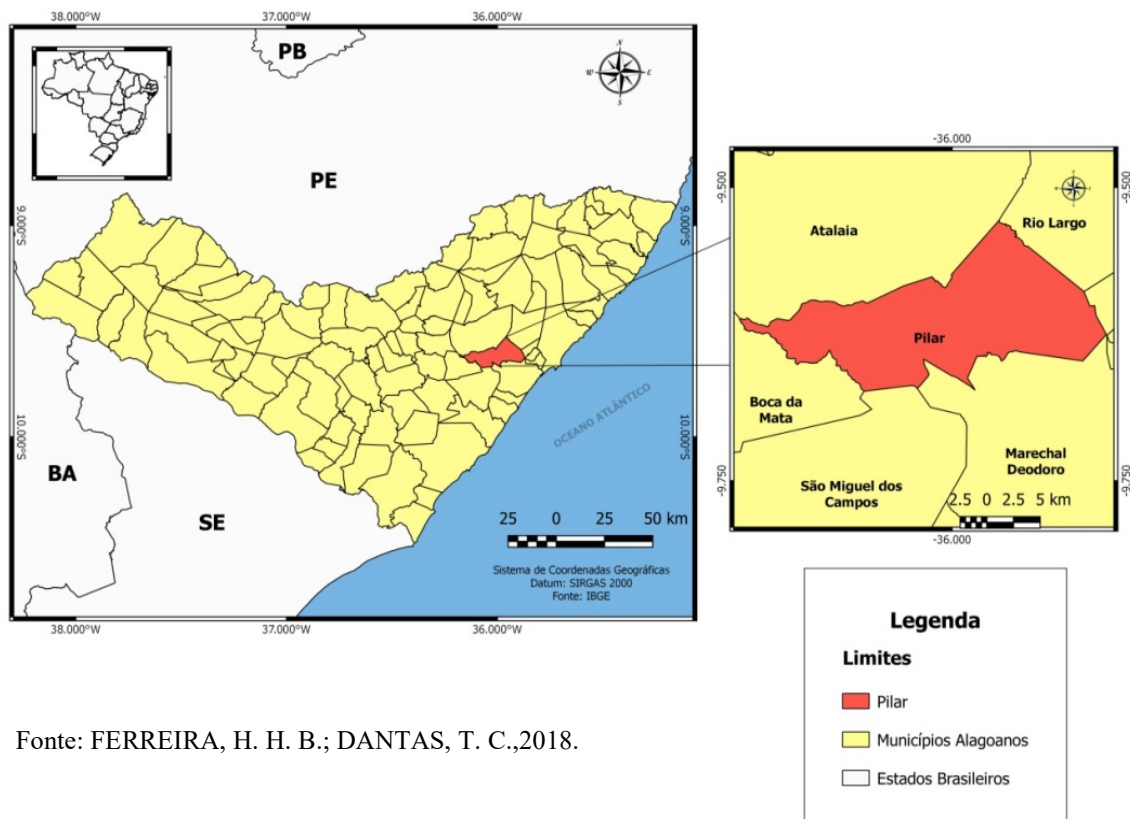 38.000°W
37.000°W
36.000°W
PB
N
W
E
S
PE
9.000°S
9.000°S
10.000°S
10.000°S
BA
SE
OCEANO ATLÂNTICO
25 0 25 50 km
Sistema de Coordenadas Geográficas
Datum: SIRGAS 2000
Fonte: IBGE
38.000°W
37.000°W
36.000°W
-36.000
-9.500
-9.500
Rio Largo
Atalaia
Pilar
Boca da
Mata
Marechal
Deodoro
São Miguel dos
Campos
-9.750
-9.750
2.5 0 2.5 5 km
-36.000
Legenda
Limites
Pilar
Municípios Alagoanos
Estados Brasileiros
Fonte: FERREIRA, H. H. B.; DANTAS, T. C.,2018.